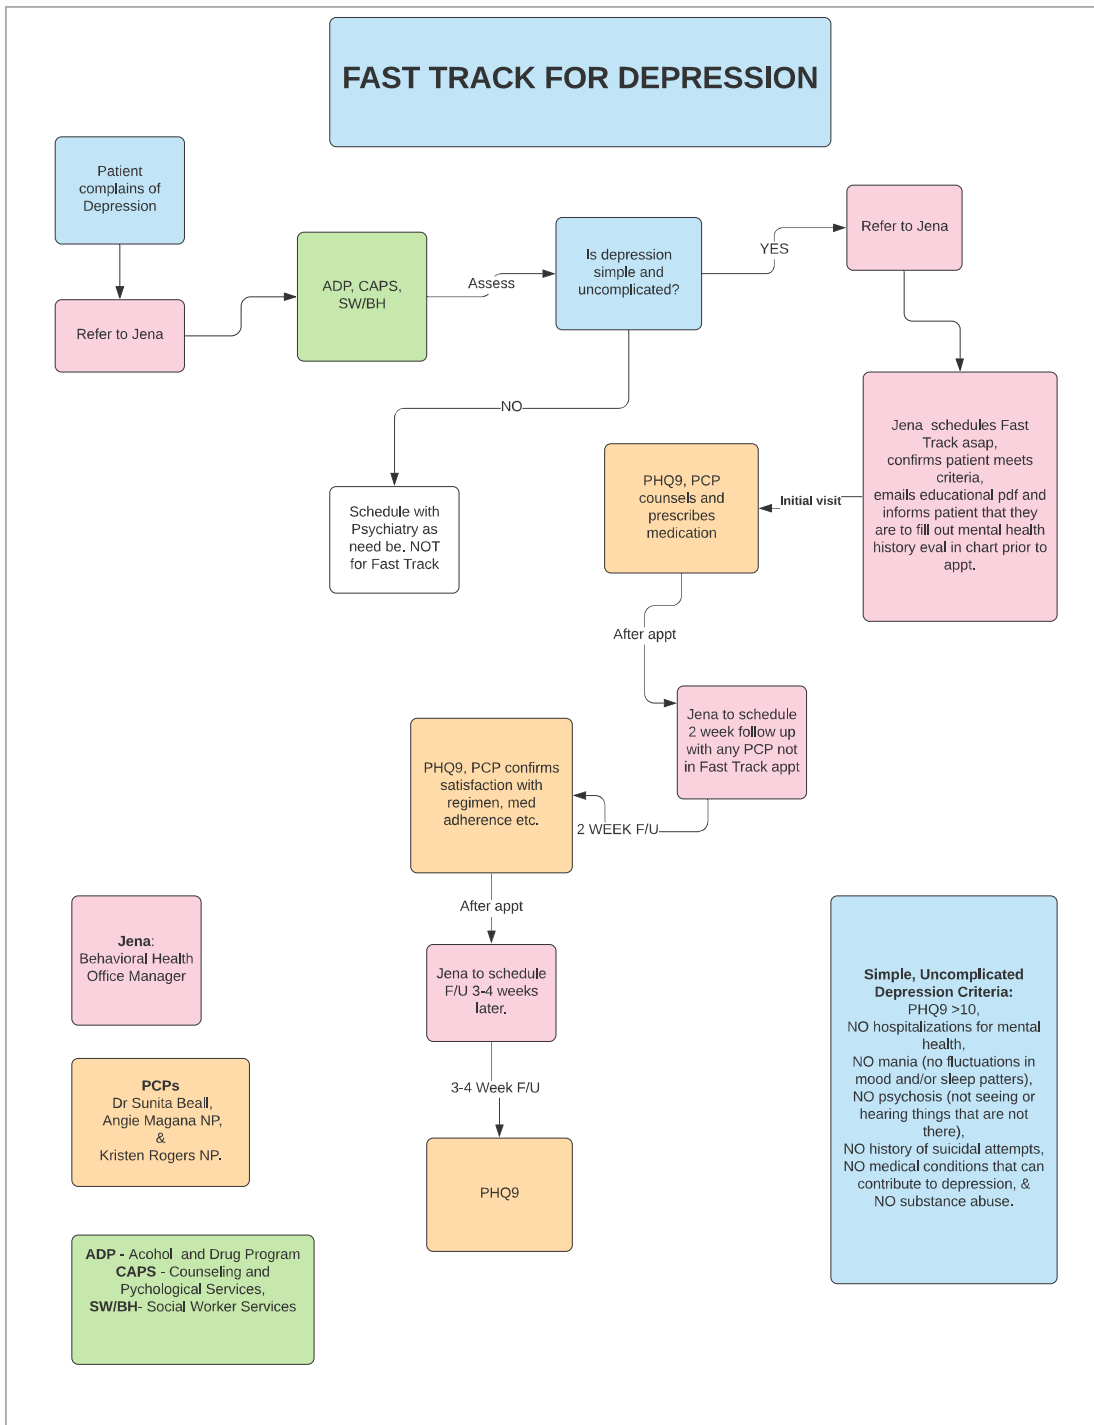 FAST TRACK FOR DEPRESSION
Patient
complains of
Depression
Refer to Jena
ADP, CAPS,
SW/BH
Assess
Is depression
simple and
uncomplicated?
YES
Refer to Jena
NO
Schedule with
Psychiatry as
need be. NOT
for Fast Track
Jena  schedules Fast
Track asap,
confirms patient meets
criteria,
emails educational pdf and
informs patient that they
are to fill out mental health
history eval in chart prior to
appt.
Initial visit
PHQ9, PCP
counsels and
prescribes
medication
After appt
Jena to schedule
2 week follow up
with any PCP not
in Fast Track appt
2 WEEK F/U
PHQ9, PCP confirms
satisfaction with
regimen, med
adherence etc.
After appt
Jena to schedule
F/U 3-4 weeks
later.
3-4 Week F/U
PHQ9
Jena:
Behavioral Health
Office Manager
PCPs
Dr Sunita Beall,
Angie Magana NP,
&
Kristen Rogers NP.
ADP - Acohol  and Drug Program
CAPS - Counseling and
Pychological Services,
SW/BH- Social Worker Services
Simple, Uncomplicated
Depression Criteria:
PHQ9 >10,
NO hospitalizations for mental
health,
NO mania (no fluctuations in
mood and/or sleep patters),
NO psychosis (not seeing or
hearing things that are not
there),
NO history of suicidal attempts,
NO medical conditions that can
contribute to depression, &
NO substance abuse.